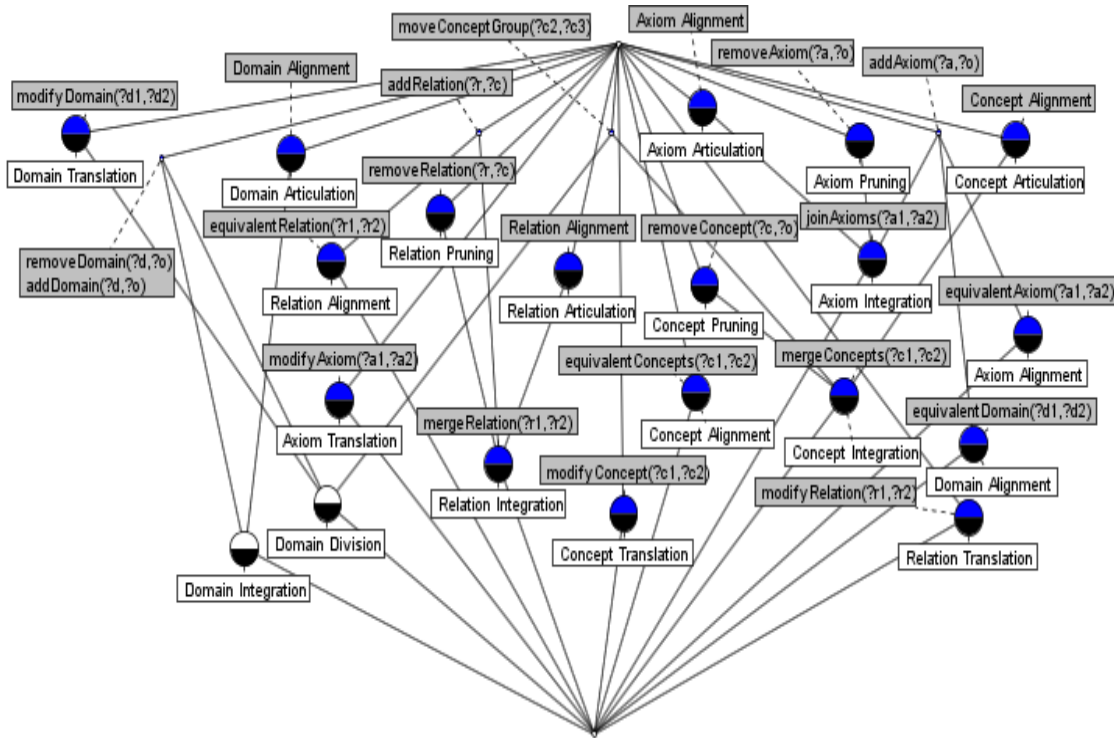 moveConceptGroup(?c2,?c3)
Axiom Alignment
removeAxiom(?a,?o)
addAxiom(?a,?o)
Domain Alignment
addRelation(?r,?c)
modifyDomain(?d1,?d2)
Concept Alignment
Axiom Articulation
Domain Translation
removeRelation(?r,?c)
Axiom Pruning
Concept Articulation
Domain Articulation
equivalentRelation(?r1,?r2)
Relation Alignment
removeConcept(?c,?o)
joinAxioms(?a1,?a2)
Relation Pruning
removeDomain(?d,?o)
addDomain(?d,?o)
equivalentAxiom(?a1,?a2)
Relation Alignment
Relation Articulation
Axiom Integration
Concept Pruning
modifyAxiom(?a1,?a2)
equivalentConcepts(?c1,?c2)
mergeConcepts(?c1,?c2)
Axiom Alignment
mergeRelation(?r1,?r2)
equivalentDomain(?d1,?d2)
Axiom Translation
Concept Alignment
Concept Integration
modifyConcept(?c1,?c2)
Domain Alignment
modifyRelation(?r1,?r2)
Relation Integration
Domain Division
Concept Translation
Relation Translation
Domain Integration